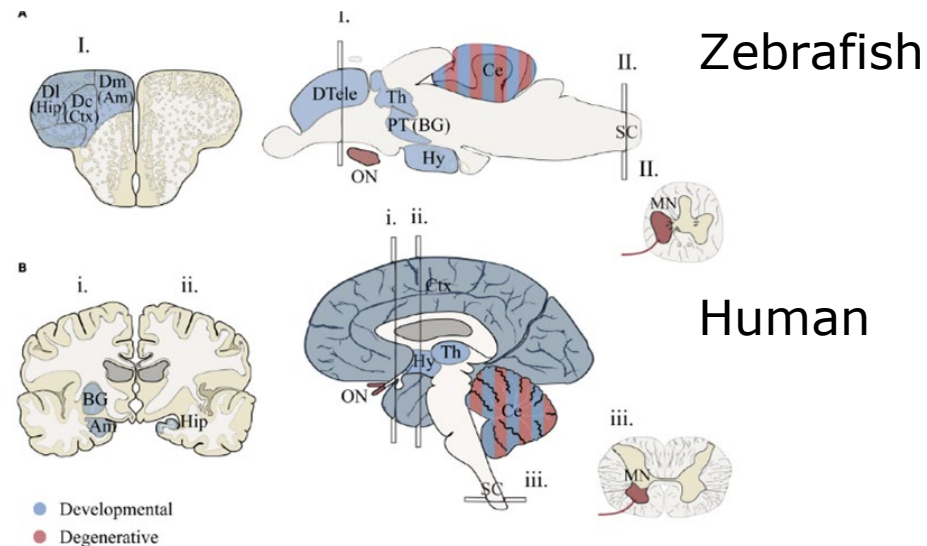 A
I.
I.
Zebrafish
Dl
(Hip)
Dc
(Ctx)
Dm
(Am)
DTele
Th
PT (BG)
Hy
ON
Ce
II.
SC
II.
MN
B
i.
ii.
i.
ii.
Human
BG
Am
Hip
Ctx
Hy
Th
ON
Ce
SC
iii.
iii.
MN
Developmental
Degenerative